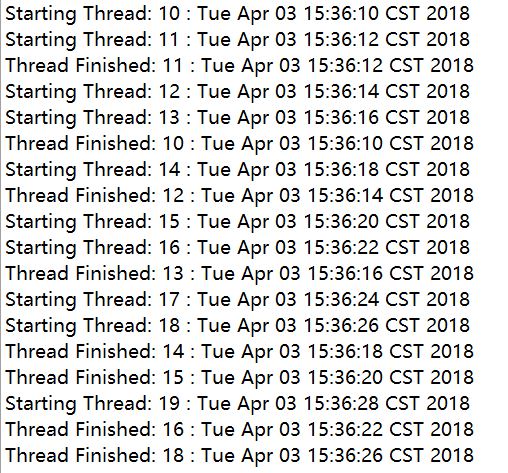 Starting Thread: 10 : Tue Apr 03 15:36:10 CST 2018
Starting Thread: 11 : Tue Apr 03 15:36:12 CST 2018
Thread Finished: 11 : Tue Apr 03 15:36:12 CST 2018
Starting Thread: 12 : Tue Apr 03 15:36:14 CST 2018
Starting Thread: 13 : Tue Apr 03 15:36:16 CST 2018
Thread Finished: 10 : Tue Apr 03 15:36:10 CST 2018
Starting Thread: 14 : Tue Apr 03 15:36:18 CST 2018
Thread Finished: 12 : Tue Apr 03 15:36:14 CST 2018
Starting Thread: 15 : Tue Apr 03 15:36:20 CST 2018
Starting Thread: 16 : Tue Apr 03 15:36:22 CST 2018
Thread Finished: 13 : Tue Apr 03 15:36:16 CST 2018
Starting Thread: 17 : Tue Apr 03 15:36:24 CST 2018
Starting Thread: 18 : Tue Apr 03 15:36:26 CST 2018
Thread Finished: 14 : Tue Apr 03 15:36:18 CST 2018
Thread Finished: 15 : Tue Apr 03 15:36:20 CST 2018
Starting Thread: 19 : Tue Apr 03 15:36:28 CST 2018
Thread Finished: 16 : Tue Apr 03 15:36:22 CST 2018
Thread Finished: 18 : Tue Apr 03 15:36:26 CST 2018